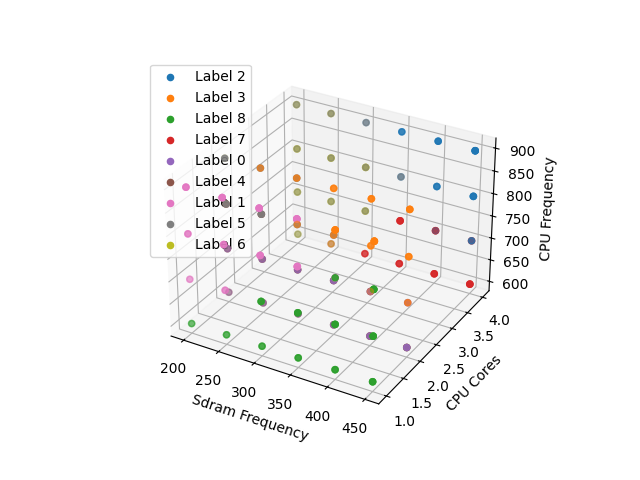 Label 2
Label 3
Label 8
Label 7
Label 0
Label 4
Label 1
Label 5
Label 6
900
850
800
750
700
650
600
CPU Frequency
4.0
3.5
3.0
2.5
2.0
1.5
1.0
CPU Cores
200
250
300
350
400
450
Sdram Frequency